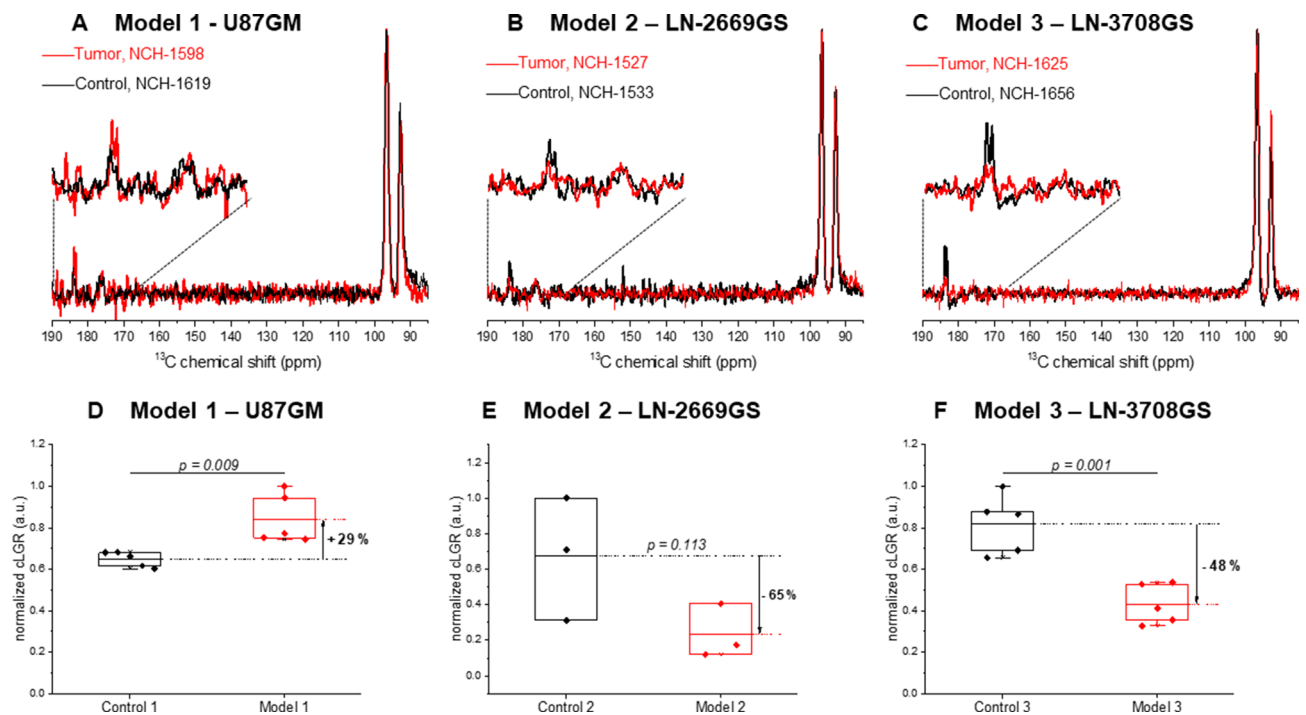 A Model 1 - U87GM
Tumor, NCH-1598
Control, NCH-1619
190 180 170 160 150 140 130 120 110 100 90
13C chemical shift (ppm)
B Model 2 – LN-2669GS
Tumor, NCH-1527
Control, NCH-1533
190 180 170 160 150 140 130 120 110 100 90
13C chemical shift (ppm)
C Model 3 – LN-3708GS
Tumor, NCH-1625
Control, NCH-1656
190 180 170 160 150 140 130 120 110 100 90
13C chemical shift (ppm)
D Model 1 – U87GM
normalized cLGR (a.u.)
1.2
1.0
0.8
0.6
0.4
0.2
0.0
p = 0.009
+ 29 %
Control 1 Model 1
E Model 2 – LN-2669GS
normalized cLGR (a.u.)
1.2
1.0
0.8
0.6
0.4
0.2
0.0
p = 0.113
- 65 %
Control 2 Model 2
F Model 3 – LN-3708GS
normalized cLGR (a.u.)
1.2
1.0
0.8
0.6
0.4
0.2
0.0
p = 0.001
- 48 %
Control 3 Model 3